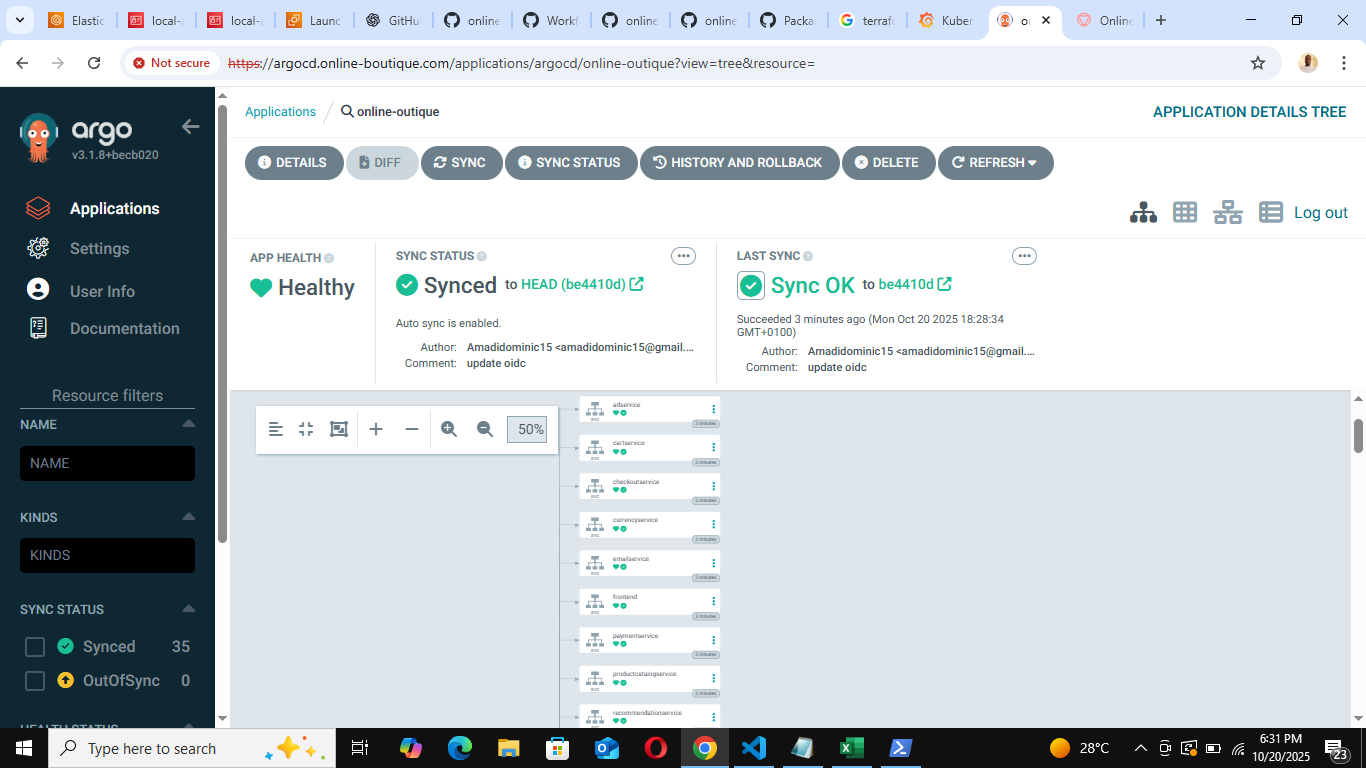 Elastic
local-a
local-a
Launc
GitHu
online
Workf
online
online
Packa
terrafo
Kuber
Online
Not secure
https://argocd.online-boutique.com/applications/argocd/online-outique?view=tree&resource=
argo
v3.1.8+becb020
Applications
Settings
User Info
Documentation
Resource filters
NAME
NAME
KINDS
KINDS
SYNC STATUS
Synced 35
OutOfSync 0
HEALTH STATUS
Applications / online-outique
APPLICATION DETAILS TREE
DETAILS
DIFF
SYNC
SYNC STATUS
HISTORY AND ROLLBACK
DELETE
REFRESH
Log out
APP HEALTH
Healthy
SYNC STATUS
Synced to HEAD (be4410d)
Auto sync is enabled.
Author: Amadidominic15 <amadidominic15@gmail....
Comment: update oidc
LAST SYNC
Sync OK to be4410d
Succeeded 3 minutes ago (Mon Oct 20 2025 18:28:34
GMT+0100)
Author: Amadidominic15 <amadidominic15@gmail....
Comment: update oidc
50%
adservice
svc
3 minutes
cartservice
svc
3 minutes
checkoutservice
svc
3 minutes
currencyservice
svc
3 minutes
emailservice
svc
3 minutes
frontend
svc
3 minutes
paymentservice
svc
3 minutes
productcatalogservice
svc
3 minutes
recommendationservice
svc
Type here to search
28°C
6:31 PM
10/20/2025
23